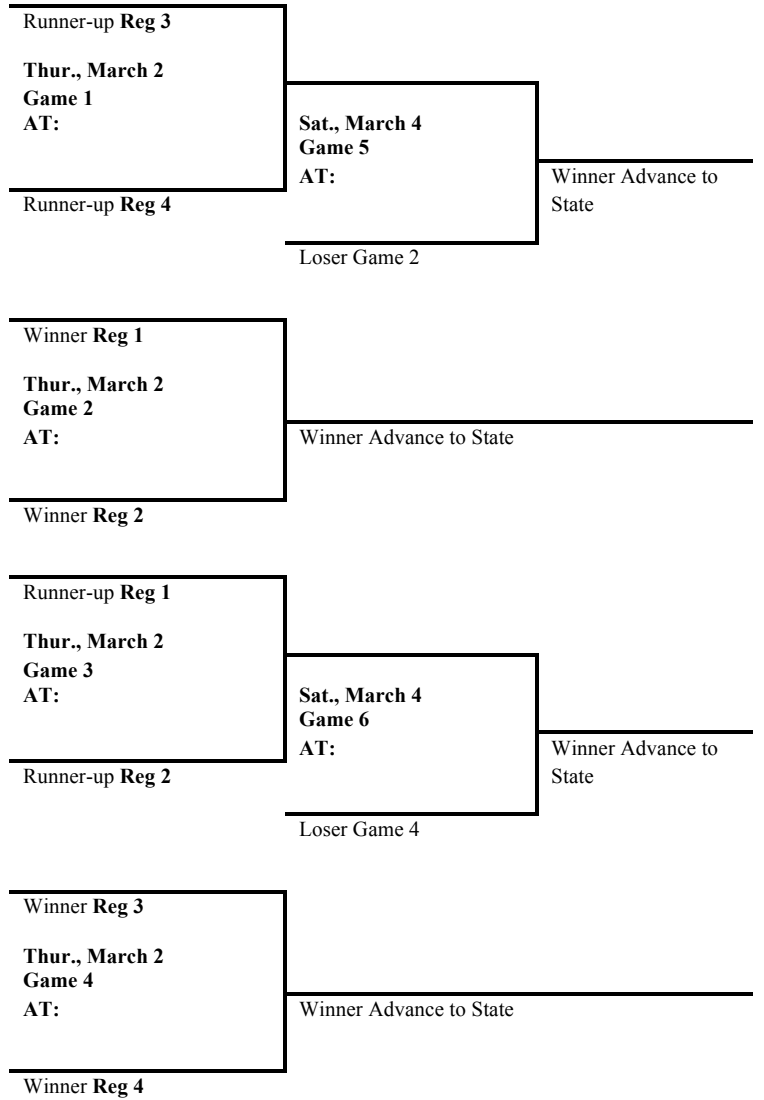 Runner-up Reg 3
Thur., March 2
Game 1
AT:
Runner-up Reg 4
Sat., March 4
Game 5
AT:
Loser Game 2
Winner Advance to
State
Winner Reg 1
Thur., March 2
Game 2
AT:
Winner Reg 2
Winner Advance to State
Runner-up Reg 1
Thur., March 2
Game 3
AT:
Runner-up Reg 2
Sat., March 4
Game 6
AT:
Loser Game 4
Winner Advance to
State
Winner Reg 3
Thur., March 2
Game 4
AT:
Winner Reg 4
Winner Advance to State